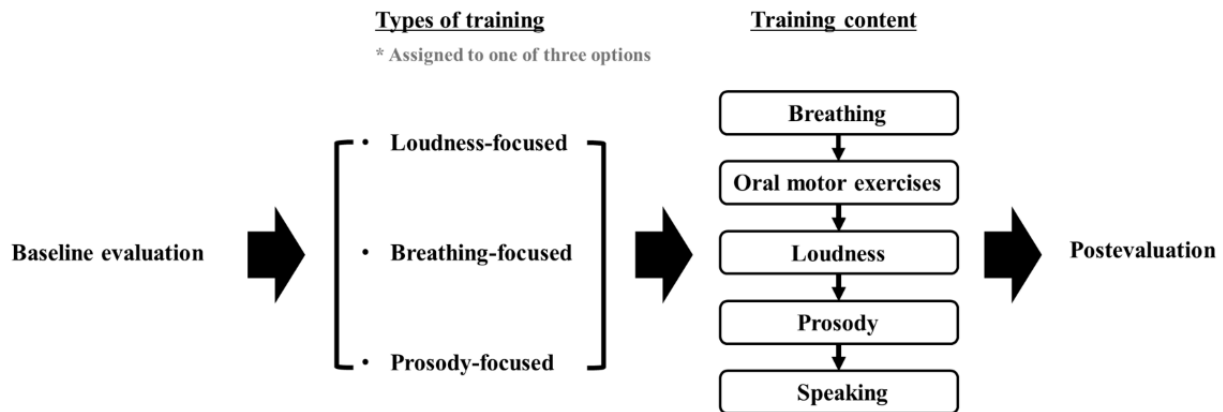 Types of training
* Assigned to one of three options
Training content
Baseline evaluation
• Loudness-focused
• Breathing-focused
• Prosody-focused
Breathing
Oral motor exercises
Loudness
Prosody
Speaking
Postevaluation